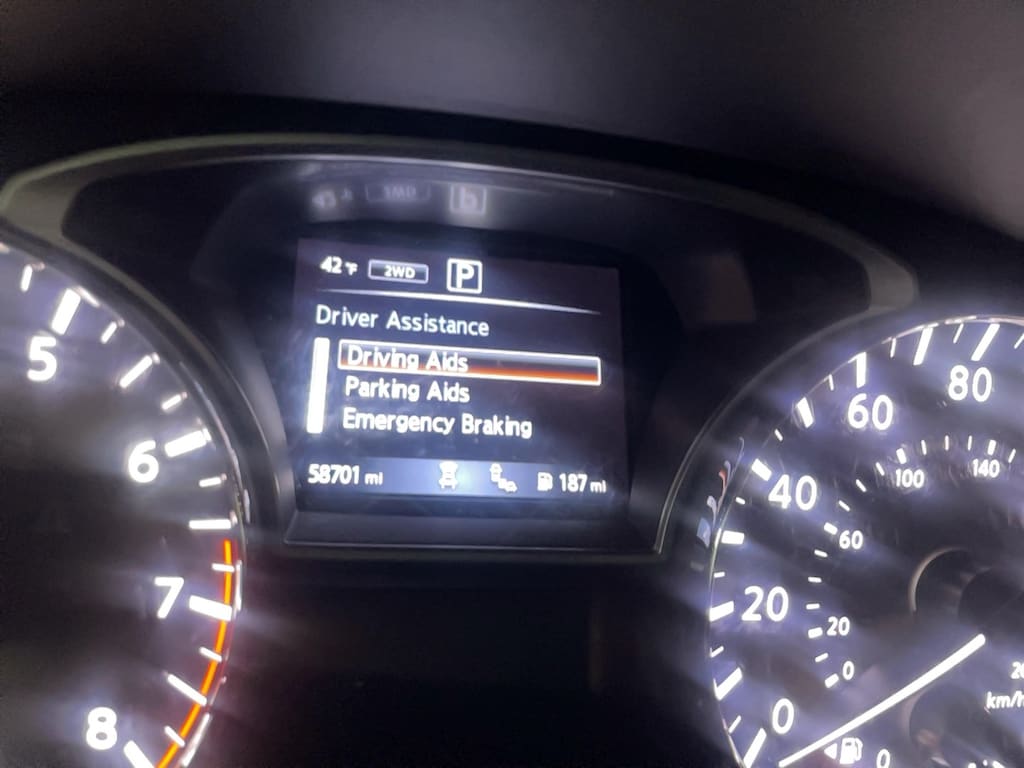 42°F 2WD P
Driver Assistance
Driving Aids
Parking Aids
Emergency Braking
58701 mi 187 mi
5
6
7
8
80
60
40
20
0
140
100
60
20
0
km/h
0